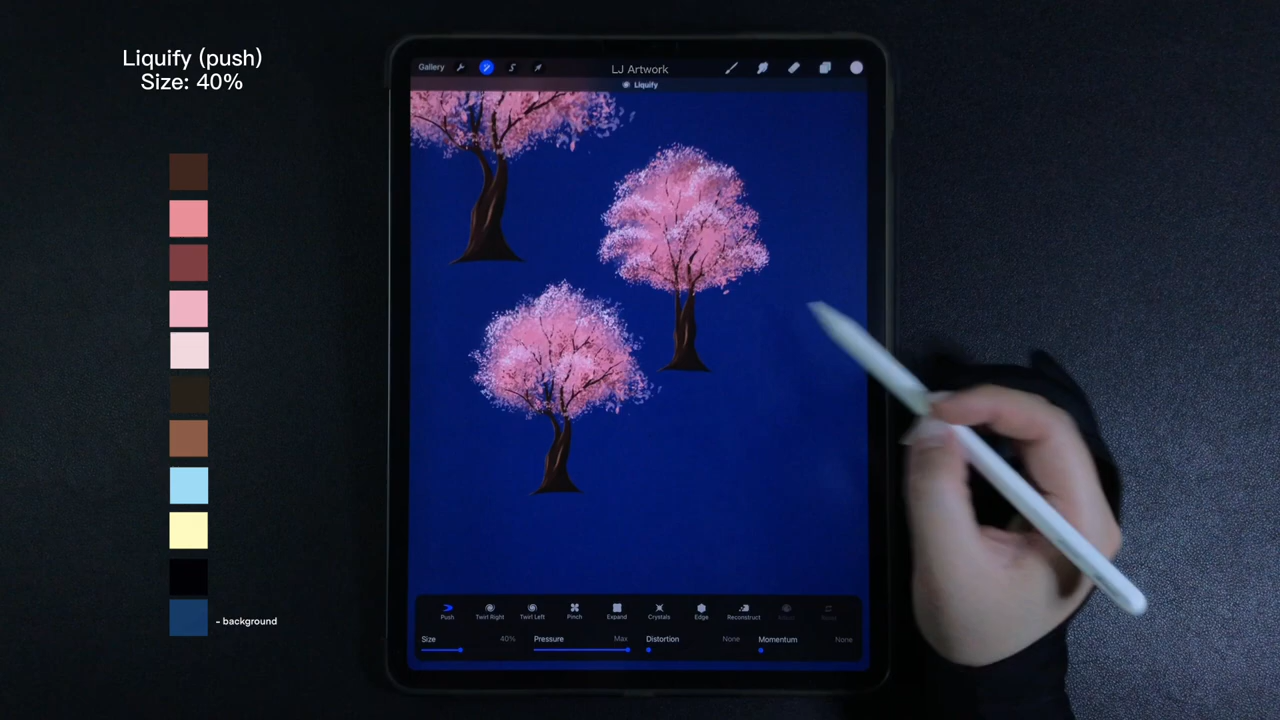 Liquify (push)
Size: 40%
Gallery
LJ Artwork
Liquify
- background
Push
Twirl Right
Twirl Left
Pinch
Expand
Crystals
Edge
Reconstruct
Size 40%
Pressure Max
Distortion None
Momentum None